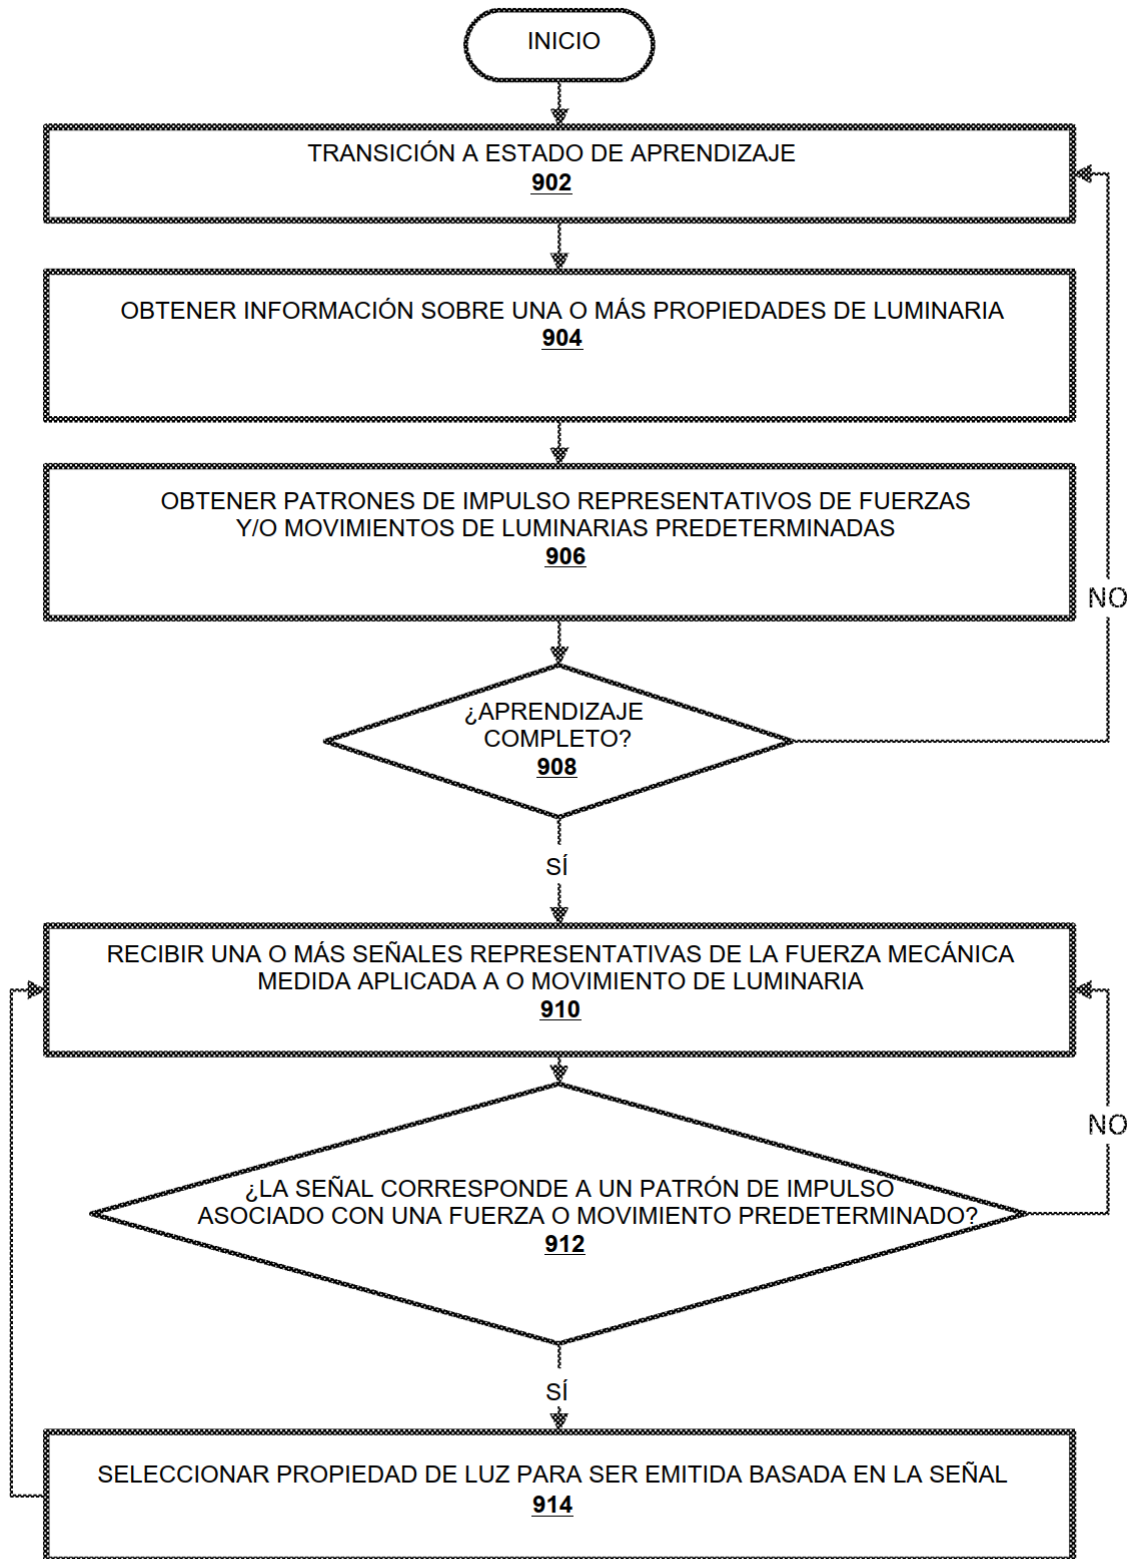 INICIO
TRANSICIÓN A ESTADO DE APRENDIZAJE
902
OBTENER INFORMACIÓN SOBRE UNA O MÁS PROPIEDADES DE LUMINARIA
904
OBTENER PATRONES DE IMPULSO REPRESENTATIVOS DE FUERZAS
Y/O MOVIMIENTOS DE LUMINARIAS PREDETERMINADAS
906
NO
¿APRENDIZAJE
COMPLETO?
908
SÍ
RECIBIR UNA O MÁS SEÑALES REPRESENTATIVAS DE LA FUERZA MECÁNICA
MEDIDA APLICADA A O MOVIMIENTO DE LUMINARIA
910
NO
¿LA SEÑAL CORRESPONDE A UN PATRÓN DE IMPULSO
ASOCIADO CON UNA FUERZA O MOVIMIENTO PREDETERMINADO?
912
SÍ
SELECCIONAR PROPIEDAD DE LUZ PARA SER EMITIDA BASADA EN LA SEÑAL
914